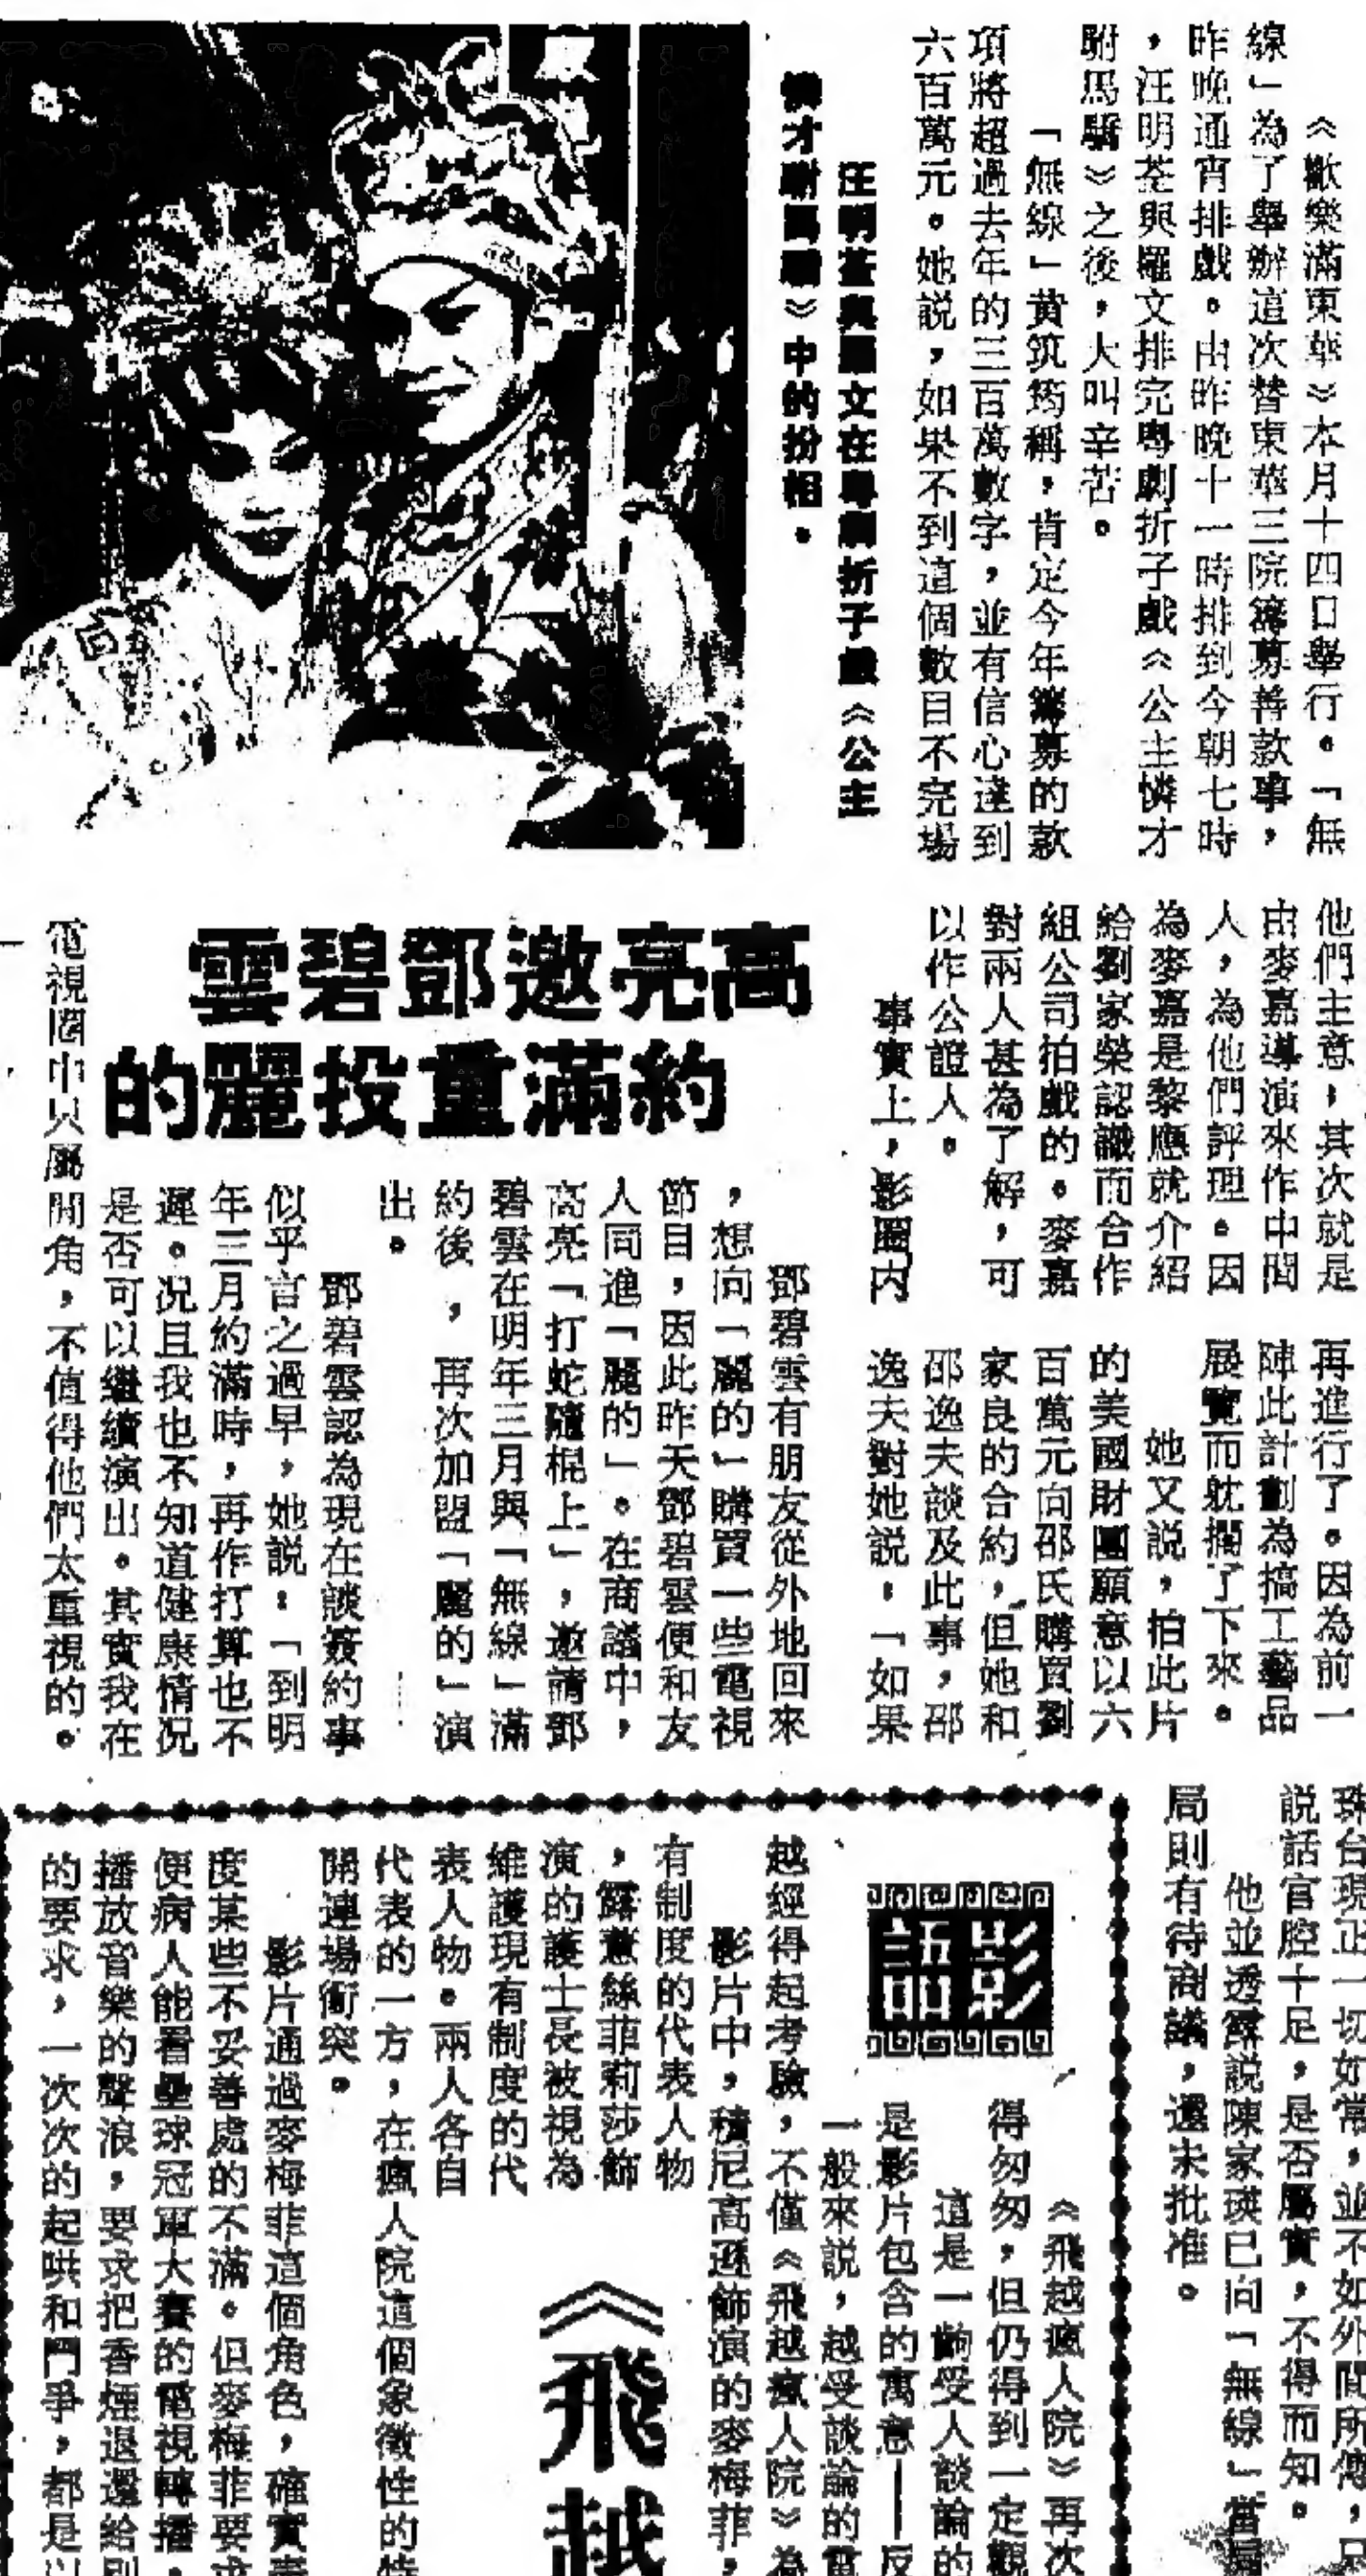 《歡樂滿東華》本月十四日舉行。「無
線」為了舉辦這次替東華三院籌募善款事，
昨晚通宵排戲。由昨晚十一時排到今朝七時
，汪明荃與羅文排完粵劇折子戲《公主憐才
駙馬驕》之後，大叫辛苦。
「無線」黄筑筠稱，肯定今年籌募的款
項將超過去年的三百萬數字，並有信心達到
六百萬元。她説，如果不到這個數目不完場
汪明荃與羅文在粵劇折子戲《公主
憐才駙馬驕》中的扮相。
他們主意，其次就是
由麥嘉導演來作中間
人，為他們評理。因
為麥嘉是黎應就介紹
給劉家榮認識而合作
組公司拍戲的。麥嘉
對兩人甚為了解，可
以作公證人。
事實上，影圈内
再進行了。因為前一
陣此計劃為搞工藝品
展覽而躭擱了下來。
她又説，拍此片
的美國財團願意以六
百萬元向邵氏購買劉
家良的合約，但她和
邵逸夫談及此事，邵
逸夫對她説：「如果
高亮邀鄧碧雲
約滿重投麗的
鄧碧雲有朋友從外地回來
，想向「麗的」購買一些電視
節目，因此昨天鄧碧雲便和友
人同進「麗的」。在商議中，
高亮「打蛇隨棍上」，邀請鄧
碧雲在明年三月與「無線」滿
約後，再次加盟「麗的」演
出。
鄧碧雲認為現在談簽約事
似乎言之過早，她説：「到明
年三月約滿時，再作打算也不
遲。况且我也不知道健康情况
是否可以繼續演出。其實我在
電視圈中只屬閒角，不值得他們太重視的。
珠台現正一切如常，並不如外間所傳，
説話官腔十足，是否屬實，不得而知。
他並透露説陳家瑛已向「無線」當
局則有待商議，還未批准。
影語
《飛越瘋人院》再次
得匆匆，但仍得到一定觀
這是一齣受人談論的
是影片包含的寓意——反
一般來説，越受談論的電
越經得起考驗，不僅《飛越瘋人院》為
影片中，積尼高遜飾演的麥梅菲，
有制度的代表人物
，露薏絲菲莉莎飾
演的護士長被視為
維護現有制度的代
表人物。兩人各自
代表的一方，在瘋人院這個象徵性的
開連場衝突。
《飛越
影片通過麥梅菲這個角色，確實
度某些不妥善處的不滿。但麥梅菲要求
便病人能看壘球冠軍大賽的電視轉播，
播放音樂的聲浪，要求把香煙退還給
的要求，一次次的起哄和鬥爭，都是